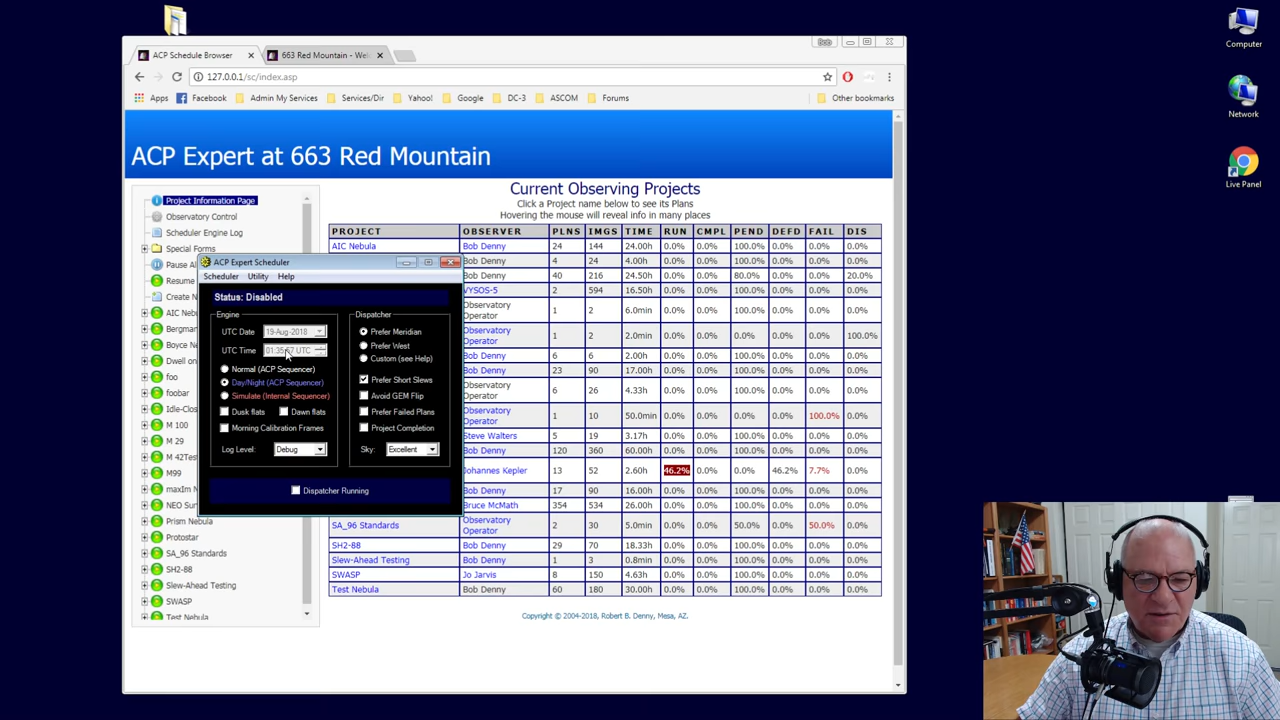 Computer
Network
Live Panel
ACP Schedule Browser
663 Red Mountain - We
Bob
127.0.0.1/sc/index.asp
Apps Facebook Admin My Services Services/Dir Yahoo! Google DC-3 ASCOM Forums Other bookmarks
ACP Expert at 663 Red Mountain
Project Information Page
Observatory Control
Scheduler Engine Log
Special Forms
Pause Al
Resume
Create N
AIC Neb
Bergman
Boyce Ne
Dwell on
foo
foobar
Idle-Clos
M 100
M 29
M 42Test
M99
maxIm N
NEO Sur
Prism Nebula
Protostar
SA_96 Standards
SH2-88
Slew-Ahead Testing
SWASP
Test Nebula
Current Observing Projects
Click a Project name below to see its Plans
Hovering the mouse will reveal info in many places
PROJECT OBSERVER PLNS IMGS TIME RUN CMPL PEND DEFD FAIL DIS
AIC Nebula Bob Denny 24 144 24.00h 0.0% 0.0% 100.0% 0.0% 0.0% 0.0%
Bob Denny 4 24 4.00h 0.0% 0.0% 100.0% 0.0% 0.0% 0.0%
Bob Denny 40 216 24.50h 0.0% 0.0% 80.0% 0.0% 0.0% 20.0%
VYSOS-5 2 594 16.50h 0.0% 0.0% 100.0% 0.0% 0.0% 0.0%
Observatory Operator 1 2 6.0min 0.0% 0.0% 100.0% 0.0% 0.0% 0.0%
Observatory Operator 1 2 2.0min 0.0% 0.0% 0.0% 0.0% 0.0% 100.0%
Bob Denny 6 6 2.00h 0.0% 0.0% 100.0% 0.0% 0.0% 0.0%
Bob Denny 23 90 17.00h 0.0% 0.0% 100.0% 0.0% 0.0% 0.0%
Observatory Operator 6 26 4.33h 0.0% 0.0% 100.0% 0.0% 0.0% 0.0%
Observatory Operator 1 10 50.0min 0.0% 0.0% 0.0% 0.0% 100.0% 0.0%
Steve Walters 5 19 3.17h 0.0% 0.0% 100.0% 0.0% 0.0% 0.0%
Bob Denny 120 360 60.00h 0.0% 0.0% 100.0% 0.0% 0.0% 0.0%
Johannes Kepler 13 52 2.60h 46.2% 0.0% 0.0% 46.2% 7.7% 0.0%
Bob Denny 17 90 16.00h 0.0% 0.0% 100.0% 0.0% 0.0% 0.0%
Bruce McMath 354 534 26.00h 0.0% 0.0% 100.0% 0.0% 0.0% 0.0%
SA_96 Standards Observatory Operator 2 30 5.0min 0.0% 0.0% 50.0% 0.0% 50.0% 0.0%
SH2-88 Bob Denny 29 70 18.33h 0.0% 0.0% 100.0% 0.0% 0.0% 0.0%
Slew-Ahead Testing Bob Denny 1 3 0.8min 0.0% 0.0% 100.0% 0.0% 0.0% 0.0%
SWASP Jo Jarvis 8 150 4.63h 0.0% 0.0% 100.0% 0.0% 0.0% 0.0%
Test Nebula Bob Denny 60 180 30.00h 0.0% 0.0% 100.0% 0.0% 0.0% 0.0%
Copyright © 2004-2018, Robert B. Denny, Mesa, AZ.
ACP Expert Scheduler
Scheduler Utility Help
Status: Disabled
Engine
UTC Date 19-Aug-2018
UTC Time UTC
Normal (ACP Sequencer)
Day/Night (ACP Sequencer)
Simulate (Internal Sequencer)
Dusk flats Dawn flats
Morning Calibration Frames
Log Level: Debug
Dispatcher
Prefer Meridian
Prefer West
Custom (see Help)
Prefer Short Slews
Avoid GEM Flip
Prefer Failed Plans
Project Completion
Sky: Excellent
Dispatcher Running